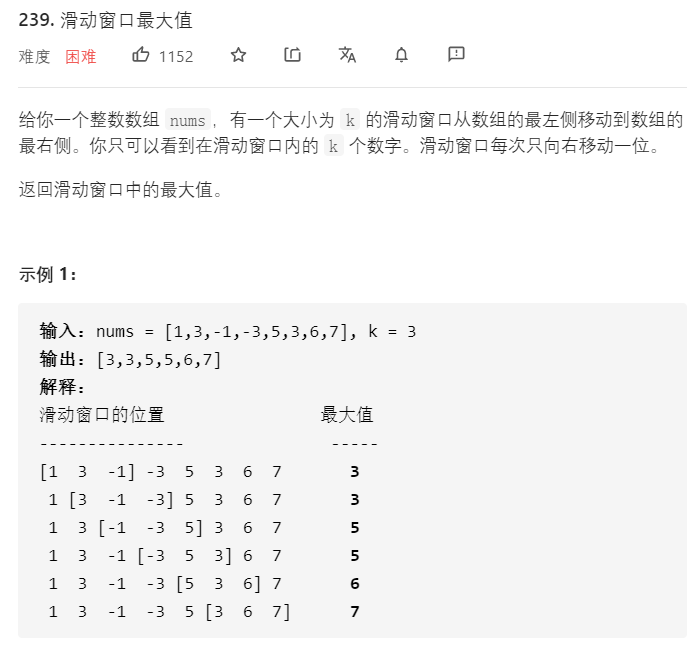 239. 滑动窗口最大值
难度 困难 1152
给你一个整数数组 nums，有一个大小为 k 的滑动窗口从数组的最左侧移动到数组的
最右侧。你只可以看到在滑动窗口内的 k 个数字。滑动窗口每次只向右移动一位。
返回滑动窗口中的最大值。
示例 1：
输入：nums = [1,3,-1,-3,5,3,6,7], k = 3
输出：[3,3,5,5,6,7]
解释：
滑动窗口的位置                最大值
---------------               -----
[1  3  -1] -3  5  3  6  7       3
 1 [3  -1  -3] 5  3  6  7       3
 1  3 [-1  -3  5] 3  6  7       5
 1  3  -1 [-3  5  3] 6  7       5
 1  3  -1  -3 [5  3  6] 7       6
 1  3  -1  -3  5 [3  6  7]      7